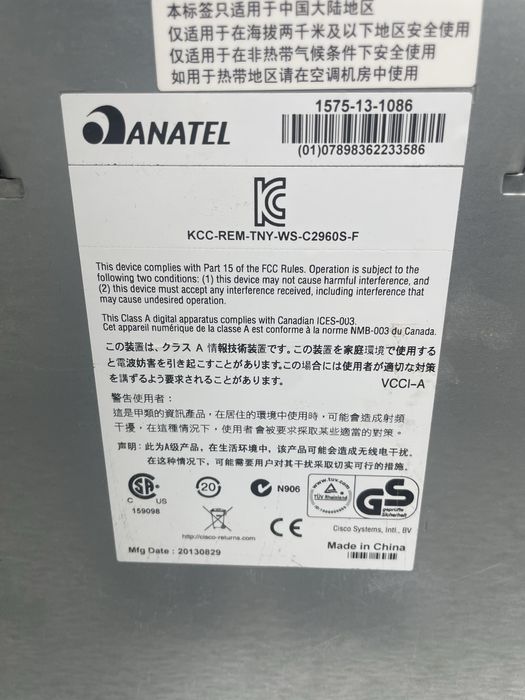 本标签只适用于中国大陆地区
仅适用于在海拔两千米及以下地区安全使用
仅适用于在非热带气候条件下安全使用
如用于热带地区请在空调机房中使用
ANATEL
1575-13-1086
(01)07898362233586
KCC-REM-TNY-WS-C2960S-F
This device complies with Part 15 of the FCC Rules. Operation is subject to the
following two conditions: (1) this device may not cause harmful interference, and
(2) this device must accept any interference received, including interference that
may cause undesired operation.
This Class A digital apparatus complies with Canadian ICES-003.
Cet appareil numérique de la classe A est conforme à la norme NMB-003 du Canada.
この装置は、クラス A 情報技術装置です。この装置を家庭環境で使用する
と電波妨害を引き起こすことがあります。この場合には使用者が適切な対策
を講ずるよう要求されることがあります。
VCCI-A
警告使用者：
這是甲類的資訊產品，在居住的環境中使用時，可能會造成射頻
干擾，在這種情況下，使用者會被要求採取某些適當的對策。
声明：此为A级产品，在生活环境中，该产品可能会造成无线电干扰。
在这种情况下，可能需要用户对其干扰采取切实可行的措施。
SA
C US
159098
20
N906
www.tuv.com
TÜV Rheinland
GS
geprüfte
Sicherheit
http://cisco-returns.com
CE
Cisco Systems, Intl., BV
Mfg Date : 20130829
Made in China